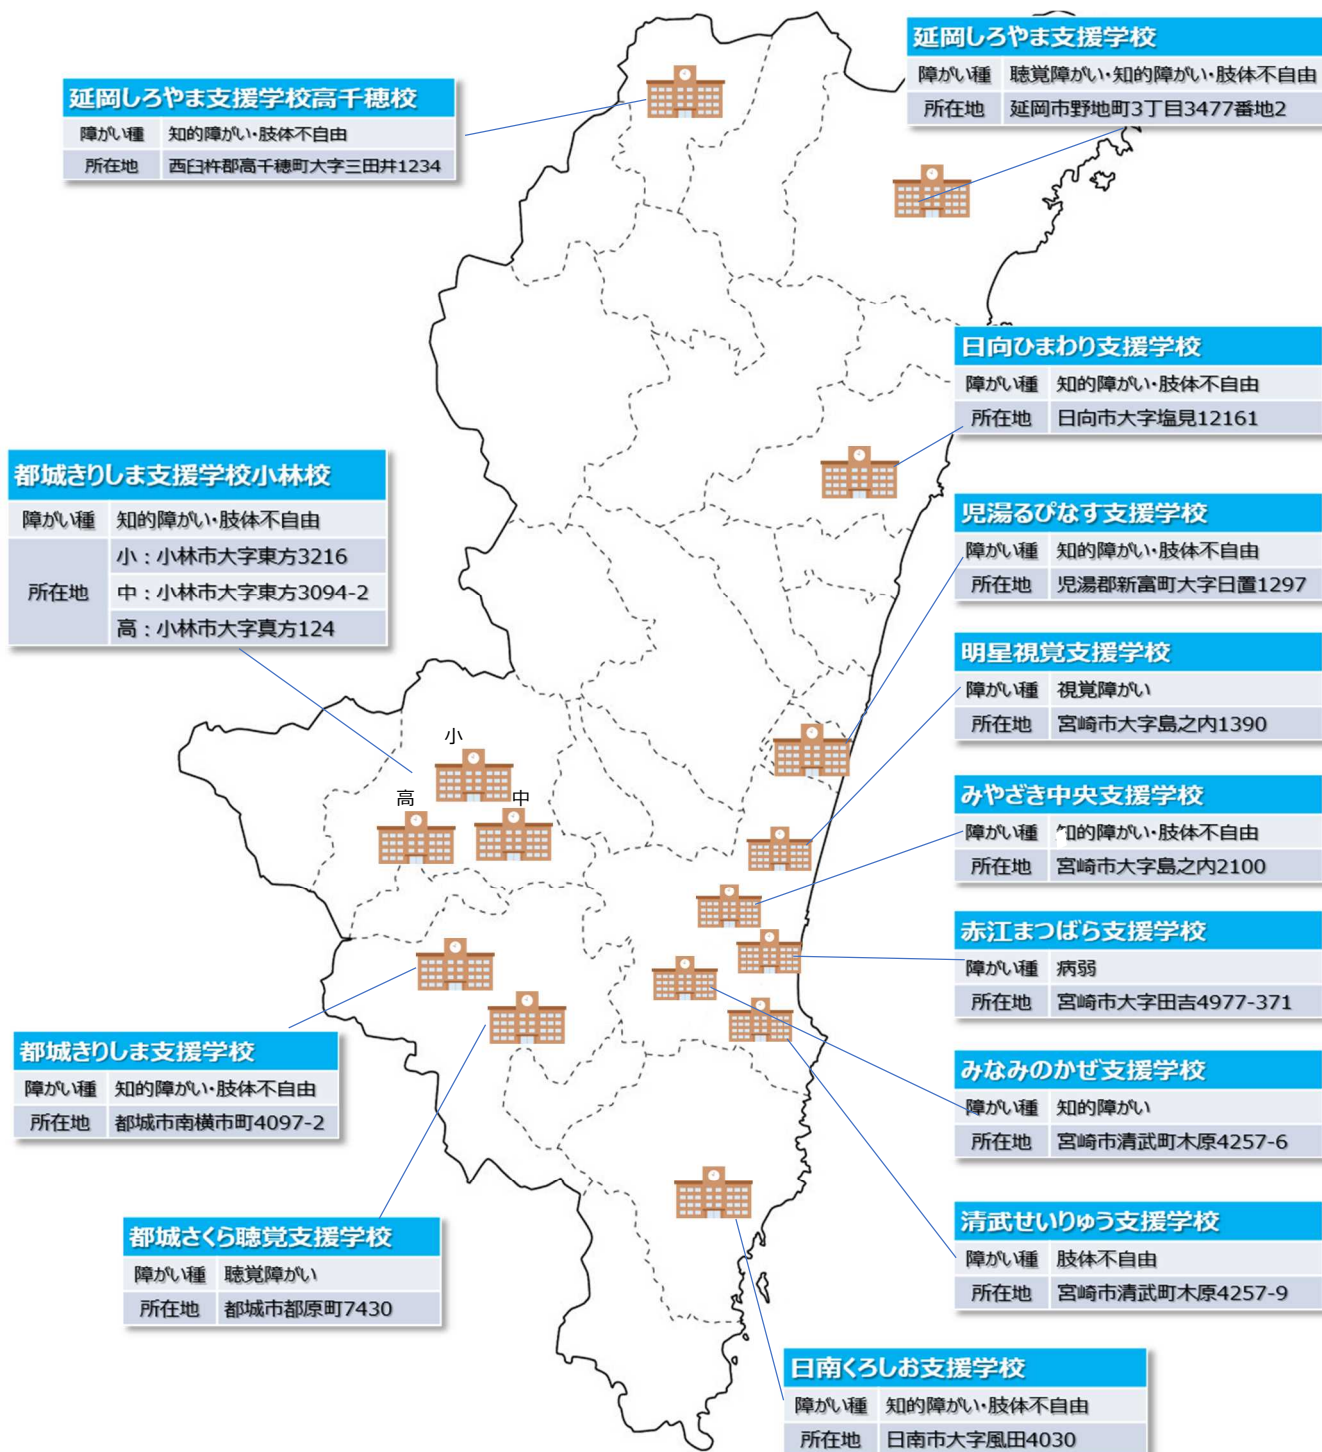 延岡しろやま支援学校高千穂校
障がい種 知的障がい・肢体不自由
所在地 西臼杵郡高千穂町大字三田井1234
延岡しろやま支援学校
障がい種 聴覚障がい・知的障がい・肢体不自由
所在地 延岡市野地町3丁目3477番地2
日向ひまわり支援学校
障がい種 知的障がい・肢体不自由
所在地 日向市大字塩見12161
都城きりしま支援学校小林校
障がい種 知的障がい・肢体不自由
所在地 小：小林市大字東方3216
中：小林市大字東方3094-2
高：小林市大字真方124
児湯るぴなす支援学校
障がい種 知的障がい・肢体不自由
所在地 児湯郡新富町大字日置1297
明星視覚支援学校
障がい種 視覚障がい
所在地 宮崎市大字島之内1390
小
高
中
みやざき中央支援学校
障がい種 知的障がい・肢体不自由
所在地 宮崎市大字島之内2100
赤江まつばら支援学校
障がい種 病弱
所在地 宮崎市大字田吉4977-371
都城きりしま支援学校
障がい種 知的障がい・肢体不自由
所在地 都城市南横市町4097-2
みなみのかぜ支援学校
障がい種 知的障がい
所在地 宮崎市清武町木原4257-6
都城さくら聴覚支援学校
障がい種 聴覚障がい
所在地 都城市都原町7430
清武せいりゅう支援学校
障がい種 肢体不自由
所在地 宮崎市清武町木原4257-9
日南くろしお支援学校
障がい種 知的障がい・肢体不自由
所在地 日南市大字風田4030